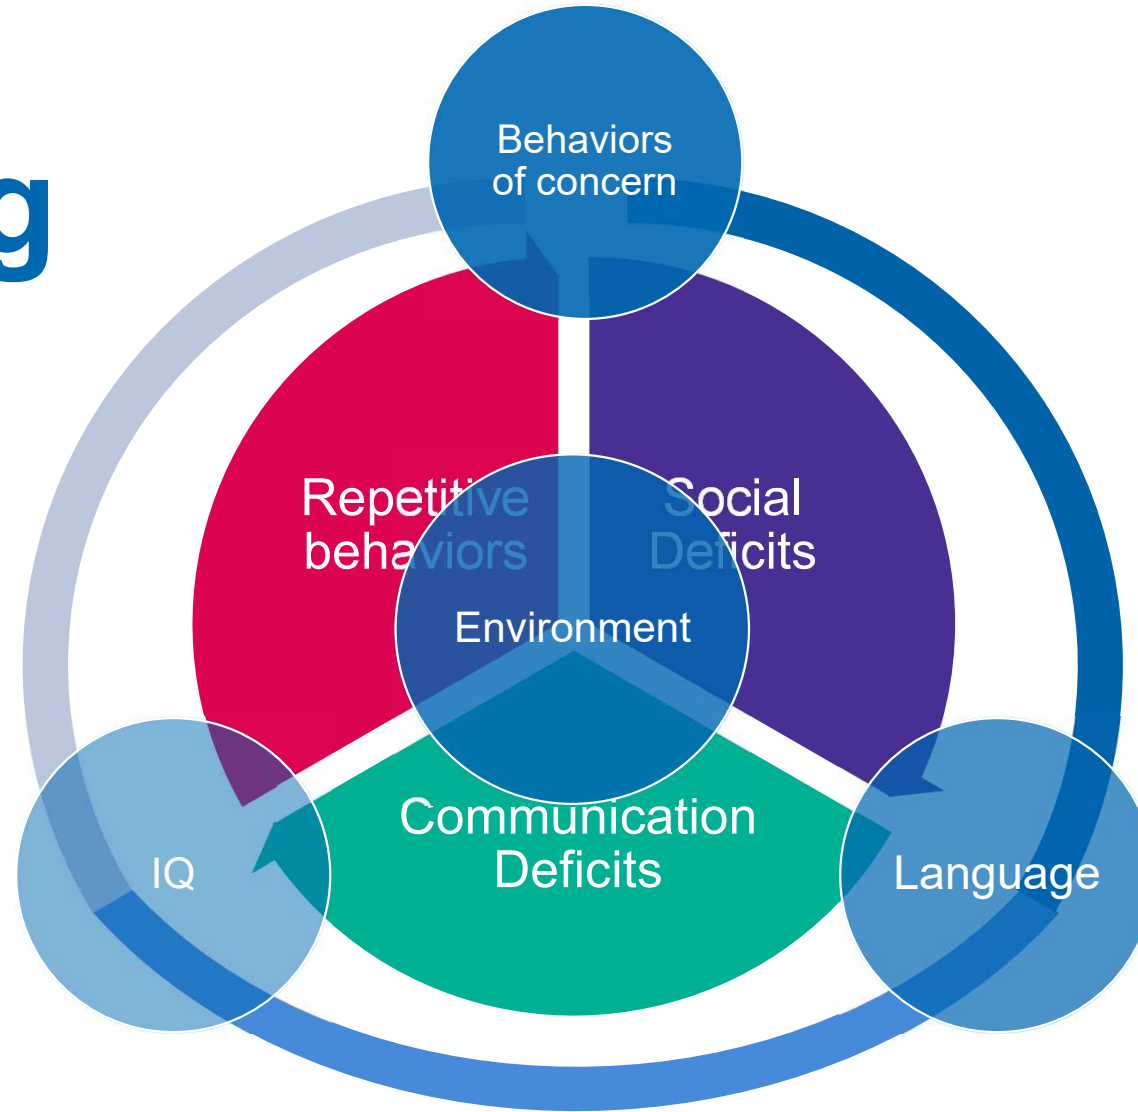 g
Behaviors
of concern
Repetitive
behaviors
Social
Deficits
Environment
Communication
Deficits
IQ
Language